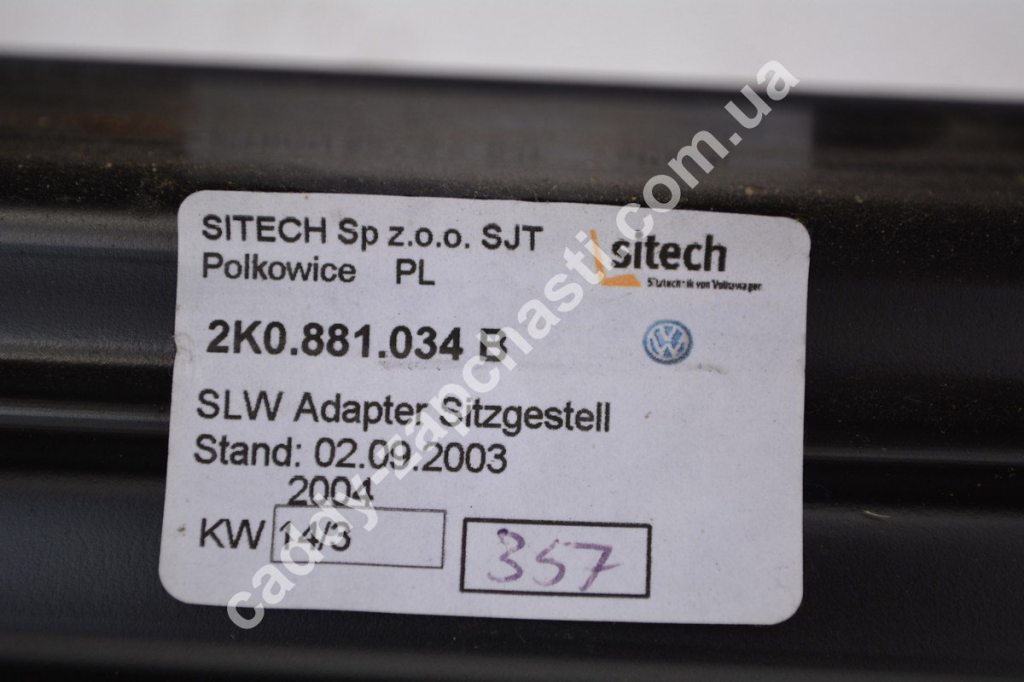 SITECH Sp z.o.o. SJT
Polkowice PL
sitech
Sitztechnik von Volkswagen
2K0.881.034 B
SLW Adapter Sitzgestell
Stand: 02.09.2003
2004
KW 14/3
357
caddy-zapchasti.com.ua